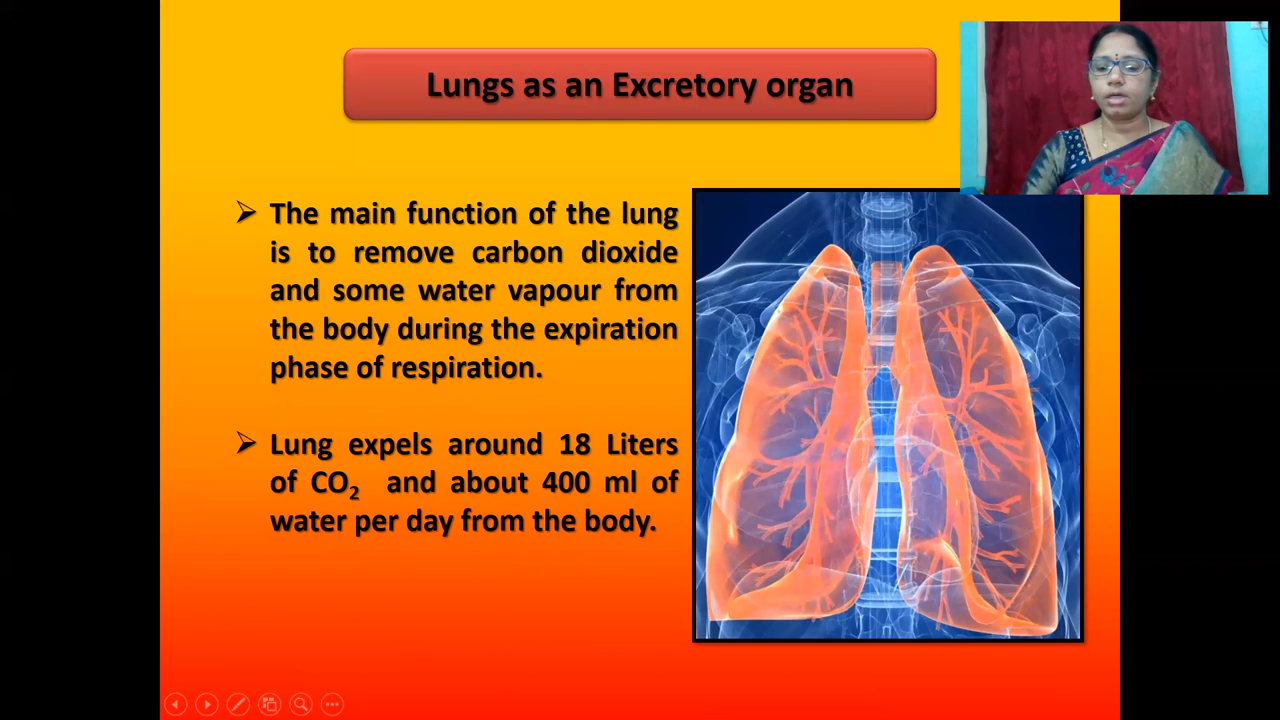 Lungs as an Excretory organ
The main function of the lung
is to remove carbon dioxide
and some water vapour from
the body during the expiration
phase of respiration.
Lung expels around 18 Liters
of CO₂ and about 400 ml of
water per day from the body.